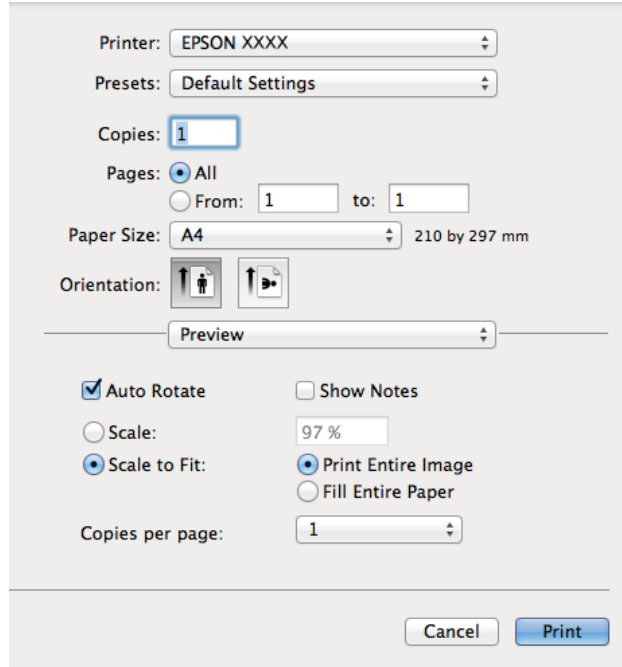 Printer: EPSON XXXX
Presets: Default Settings
Copies: 1
Pages: All
From: 1 to: 1
Paper Size: A4 210 by 297 mm
Orientation:
Preview
Auto Rotate Show Notes
Scale: 97 %
Scale to Fit: Print Entire Image
Fill Entire Paper
Copies per page: 1
Cancel Print